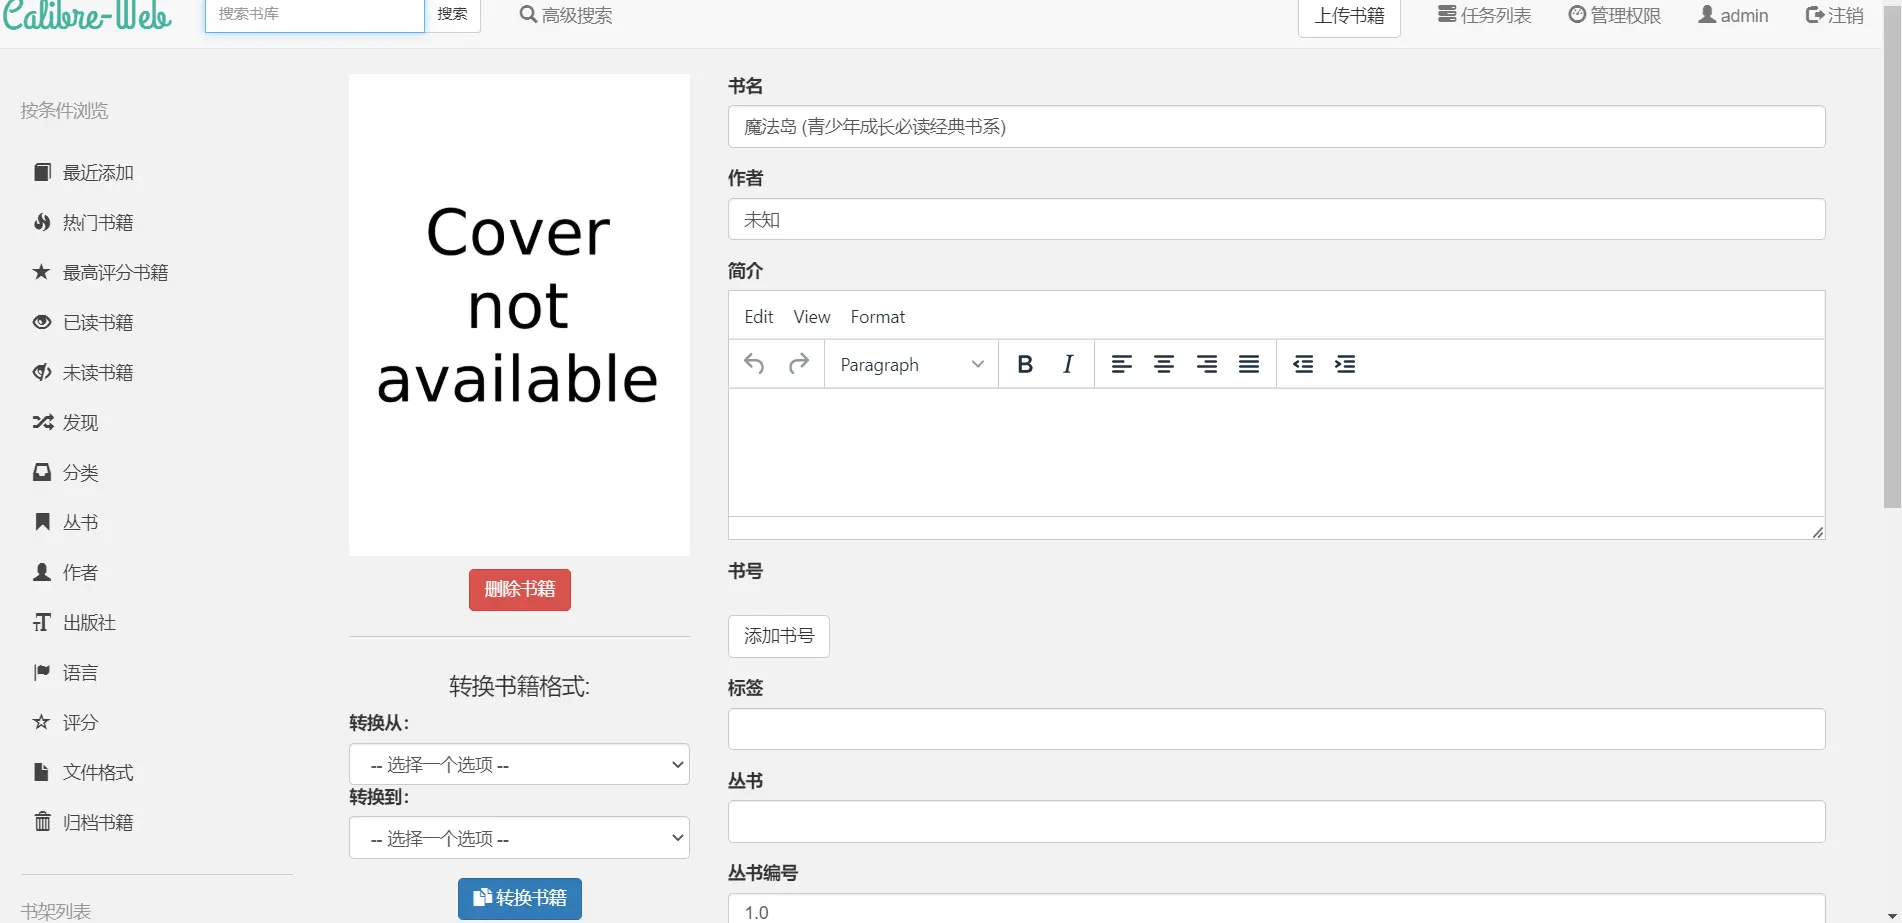 Calibre-Web
搜索书库
搜索
高级搜索
上传书籍
任务列表
管理权限
admin
注销
按条件浏览
最近添加
热门书籍
最高评分书籍
已读书籍
未读书籍
发现
分类
丛书
作者
出版社
语言
评分
文件格式
归档书籍
书架列表
Cover
not
available
删除书籍
转换书籍格式:
转换从:
-- 选择一个选项 --
转换到:
-- 选择一个选项 --
转换书籍
书名
魔法岛 (青少年成长必读经典书系)
作者
未知
简介
Edit View Format
Paragraph B I
书号
添加书号
标签
丛书
丛书编号
1.0